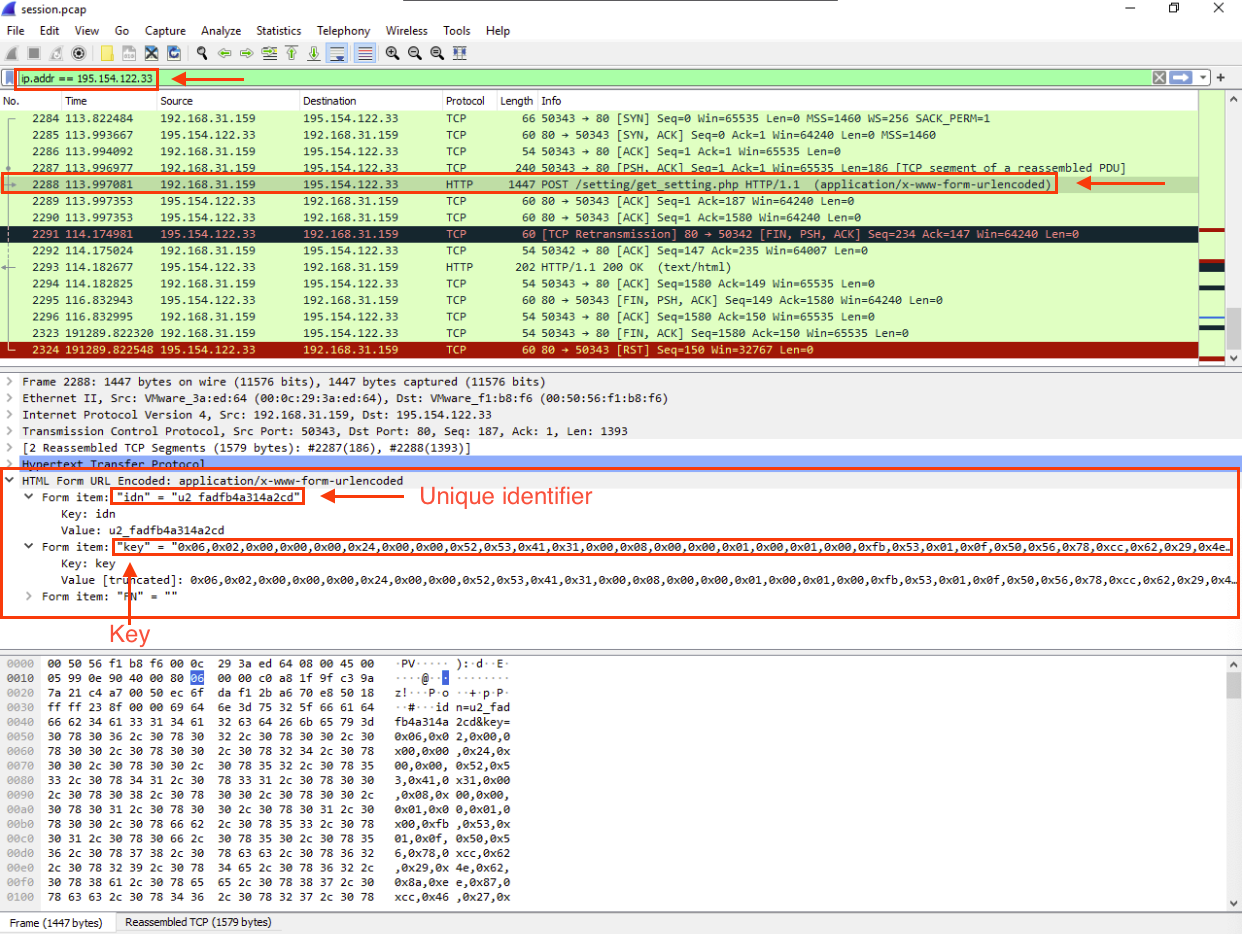 session.pcap
File Edit View Go Capture Analyze Statistics Telephony Wireless Tools Help
ip.addr == 195.154.122.33
No. Time Source Destination Protocol Length Info
2284 113.822484 192.168.31.159 195.154.122.33 TCP 66 50343 → 80 [SYN] Seq=0 Win=65535 Len=0 MSS=1460 WS=256 SACK_PERM=1
2285 113.993667 195.154.122.33 192.168.31.159 TCP 60 80 → 50343 [SYN, ACK] Seq=0 Ack=1 Win=64240 Len=0 MSS=1460
2286 113.994092 192.168.31.159 195.154.122.33 TCP 54 50343 → 80 [ACK] Seq=1 Ack=1 Win=65535 Len=0
2287 113.996977 192.168.31.159 195.154.122.33 TCP 240 50343 → 80 [PSH, ACK] Seq=1 Ack=1 Win=65535 Len=186 [TCP segment of a reassembled PDU]
2288 113.997081 192.168.31.159 195.154.122.33 HTTP 1447 POST /setting/get_setting.php HTTP/1.1 (application/x-www-form-urlencoded)
2289 113.997353 195.154.122.33 192.168.31.159 TCP 60 80 → 50343 [ACK] Seq=1 Ack=187 Win=64240 Len=0
2290 113.997353 195.154.122.33 192.168.31.159 TCP 60 80 → 50343 [ACK] Seq=1 Ack=1580 Win=64240 Len=0
2291 114.174981 195.154.122.33 192.168.31.159 TCP 60 [TCP Retransmission] 80 → 50342 [FIN, PSH, ACK] Seq=234 Ack=147 Win=64240 Len=0
2292 114.175024 192.168.31.159 195.154.122.33 TCP 54 50342 → 80 [ACK] Seq=147 Ack=235 Win=64007 Len=0
2293 114.182677 195.154.122.33 192.168.31.159 HTTP 202 HTTP/1.1 200 OK (text/html)
2294 114.182825 192.168.31.159 195.154.122.33 TCP 54 50343 → 80 [ACK] Seq=1580 Ack=149 Win=65535 Len=0
2295 116.832943 195.154.122.33 192.168.31.159 TCP 60 80 → 50343 [FIN, PSH, ACK] Seq=149 Ack=1580 Win=64240 Len=0
2296 116.832995 192.168.31.159 195.154.122.33 TCP 54 50343 → 80 [ACK] Seq=1580 Ack=150 Win=65535 Len=0
2323 191289.822320 192.168.31.159 195.154.122.33 TCP 54 50343 → 80 [FIN, ACK] Seq=1580 Ack=150 Win=65535 Len=0
2324 191289.822548 195.154.122.33 192.168.31.159 TCP 60 80 → 50343 [RST] Seq=150 Win=32767 Len=0
Frame 2288: 1447 bytes on wire (11576 bits), 1447 bytes captured (11576 bits)
Ethernet II, Src: VMware_3a:ed:64 (00:0c:29:3a:ed:64), Dst: VMware_f1:b8:f6 (00:50:56:f1:b8:f6)
Internet Protocol Version 4, Src: 192.168.31.159, Dst: 195.154.122.33
Transmission Control Protocol, Src Port: 50343, Dst Port: 80, Seq: 187, Ack: 1, Len: 1393
[2 Reassembled TCP Segments (1579 bytes): #2287(186), #2288(1393)]
Hypertext Transfer Protocol
HTML Form URL Encoded: application/x-www-form-urlencoded
Form item: "idn" = "u2_fadfb4a314a2cd"
Unique identifier
Key: idn
Value: u2_fadfb4a314a2cd
Form item: "key" = "0x06,0x02,0x00,0x00,0x00,0x24,0x00,0x00,0x52,0x53,0x41,0x31,0x00,0x08,0x00,0x00,0x01,0x00,0x01,0x00,0xfb,0x53,0x01,0x0f,0x50,0x56,0x78,0xcc,0x62,0x29,0x4e…
Key: key
Value [truncated]: 0x06,0x02,0x00,0x00,0x00,0x24,0x00,0x00,0x52,0x53,0x41,0x31,0x00,0x08,0x00,0x00,0x01,0x00,0x01,0x00,0xfb,0x53,0x01,0x0f,0x50,0x56,0x78,0xcc,0x62,0x29,0x4…
Form item: "FN" = ""
Key
0000 00 50 56 f1 b8 f6 00 0c 29 3a ed 64 08 00 45 00 ·PV····· ):·d··E·
0010 05 99 0e 90 40 00 80 06 00 00 c0 a8 1f 9f c3 9a ····@··· ········
0020 7a 21 c4 a7 00 50 ec 6f da f1 2b a6 70 e8 50 18 z!···P·o ··+·p·P·
0030 ff ff 23 8f 00 00 69 64 6e 3d 75 32 5f 66 61 64 ··#···id n=u2_fad
0040 66 62 34 61 33 31 34 61 32 63 64 26 6b 65 79 3d fb4a314a 2cd&key=
0050 30 78 30 36 2c 30 78 30 32 2c 30 78 30 30 2c 30 0x06,0x0 2,0x00,0
0060 78 30 30 2c 30 78 30 30 2c 30 78 32 34 2c 30 78 x00,0x00 ,0x24,0x
0070 30 30 2c 30 78 30 30 2c 30 78 35 32 2c 30 78 35 00,0x00, 0x52,0x5
0080 33 2c 30 78 34 31 2c 30 78 33 31 2c 30 78 30 30 3,0x41,0 x31,0x00
0090 2c 30 78 30 38 2c 30 78 30 30 2c 30 78 30 30 2c ,0x08,0x 00,0x00,
00a0 30 78 30 31 2c 30 78 30 30 2c 30 78 30 31 2c 30 0x01,0x0 0,0x01,0
00b0 78 30 30 2c 30 78 66 62 2c 30 78 35 33 2c 30 78 x00,0xfb ,0x53,0x
00c0 30 31 2c 30 78 30 66 2c 30 78 35 30 2c 30 78 35 01,0x0f, 0x50,0x5
00d0 36 2c 30 78 37 38 2c 30 78 63 63 2c 30 78 36 32 6,0x78,0 xcc,0x62
00e0 2c 30 78 32 39 2c 30 78 34 65 2c 30 78 36 32 2c ,0x29,0x 4e,0x62,
00f0 30 78 38 61 2c 30 78 65 65 2c 30 78 38 37 2c 30 0x8a,0xe e,0x87,0
0100 78 63 63 2c 30 78 34 36 2c 30 78 32 37 2c 30 78 xcc,0x46 ,0x27,0x
Frame (1447 bytes) Reassembled TCP (1579 bytes)